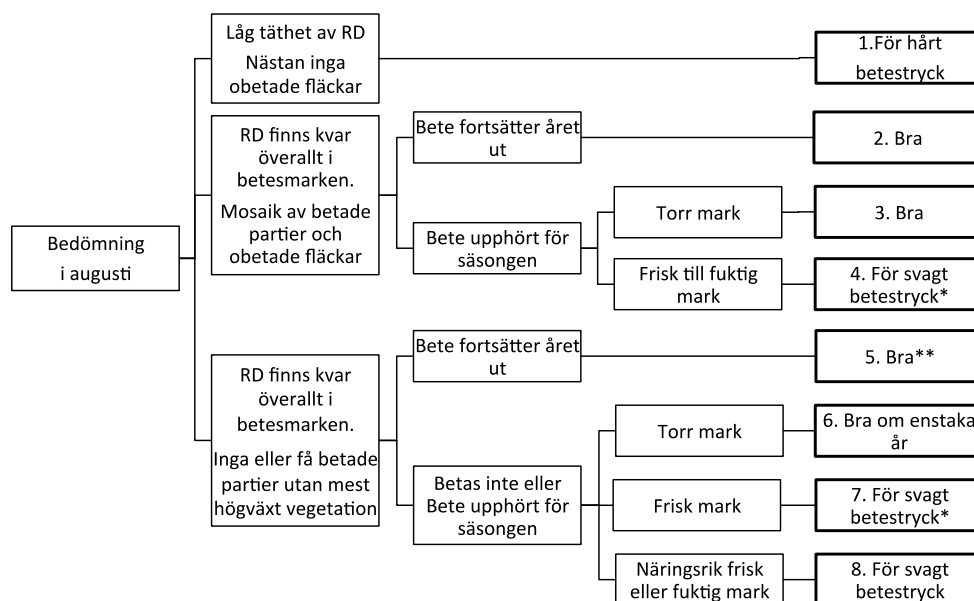 Bedömning
i augusti
Låg täthet av RD
Nästan inga
obetade fläckar
1.För hårt
betestryck
RD finns kvar
överallt i
betesmarken.
Mosaik av betade
partier och
obetade fläckar
Bete fortsätter året
ut
2. Bra
Bete upphört för
säsongen
Torr mark
3. Bra
Frisk till fuktig
mark
4. För svagt
betestryck*
RD finns kvar
överallt i
betesmarken.
Inga eller få betade
partier utan mest
högväxt vegetation
Bete fortsätter året
ut
5. Bra**
Betas inte eller
Bete upphört för
säsongen
Torr mark
6. Bra om enstaka
år
Frisk mark
7. För svagt
betestryck*
Näringsrik frisk
eller fuktig mark
8. För svagt
betestryck